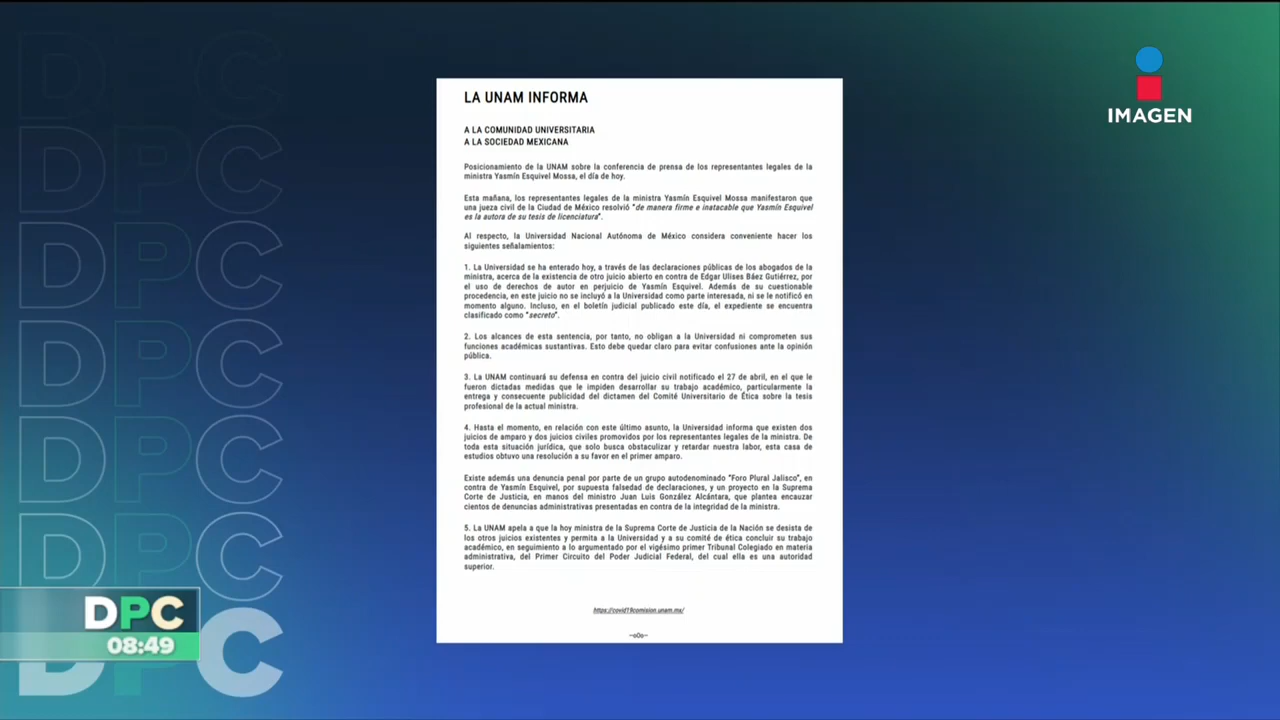 DPC
DPC
DPC
DPC
DPC
DPC
DPC
IMAGEN
LA UNAM INFORMA
A LA COMUNIDAD UNIVERSITARIA
A LA SOCIEDAD MEXICANA
Posicionamiento de la UNAM sobre la conferencia de prensa de los representantes legales de la
ministra Yasmín Esquivel Mossa, el día de hoy.
Esta mañana, los representantes legales de la ministra Yasmín Esquivel Mossa manifestaron que
una jueza civil de la Ciudad de México resolvió "de manera firme e inatacable que Yasmín Esquivel
es la autora de su tesis de licenciatura".
Al respecto, la Universidad Nacional Autónoma de México considera conveniente hacer los
siguientes señalamientos:
1. La Universidad se ha enterado hoy, a través de las declaraciones públicas de los abogados de la
ministra, acerca de la existencia de otro juicio abierto en contra de Edgar Ulises Báez Gutiérrez, por
el uso de derechos de autor en perjuicio de Yasmín Esquivel. Además de su cuestionable
procedencia, en este juicio no se incluyó a la Universidad como parte interesada, ni se le notificó en
momento alguno. Incluso, en el boletín judicial publicado este día, el expediente se encuentra
clasificado como "secreto".
2. Los alcances de esta sentencia, por tanto, no obligan a la Universidad ni comprometen sus
funciones académicas sustantivas. Esto debe quedar claro para evitar confusiones ante la opinión
pública.
3. La UNAM continuará su defensa en contra del juicio civil notificado el 27 de abril, en el que le
fueron dictadas medidas que le impiden desarrollar su trabajo académico, particularmente la
entrega y consecuente publicidad del dictamen del Comité Universitario de Ética sobre la tesis
profesional de la actual ministra.
4. Hasta el momento, en relación con este último asunto, la Universidad informa que existen dos
juicios de amparo y dos juicios civiles promovidos por los representantes legales de la ministra. De
toda esta situación jurídica, que solo busca obstaculizar y retardar nuestra labor, esta casa de
estudios obtuvo una resolución a su favor en el primer amparo.
Existe además una denuncia penal por parte de un grupo autodenominado "Foro Plural Jalisco", en
contra de Yasmín Esquivel, por supuesta falsedad de declaraciones, y un proyecto en la Suprema
Corte de Justicia, en manos del ministro Juan Luis González Alcántara, que plantea encauzar
cientos de denuncias administrativas presentadas en contra de la integridad de la ministra.
5. La UNAM apela a que la hoy ministra de la Suprema Corte de Justicia de la Nación se desista de
los otros juicios existentes y permita a la Universidad y a su comité de ética concluir su trabajo
académico, en seguimiento a lo argumentado por el vigésimo primer Tribunal Colegiado en materia
administrativa, del Primer Circuito del Poder Judicial Federal, del cual ella es una autoridad
superior.
https://covid19comision.unam.mx/
—oOo—
DPC
08:49